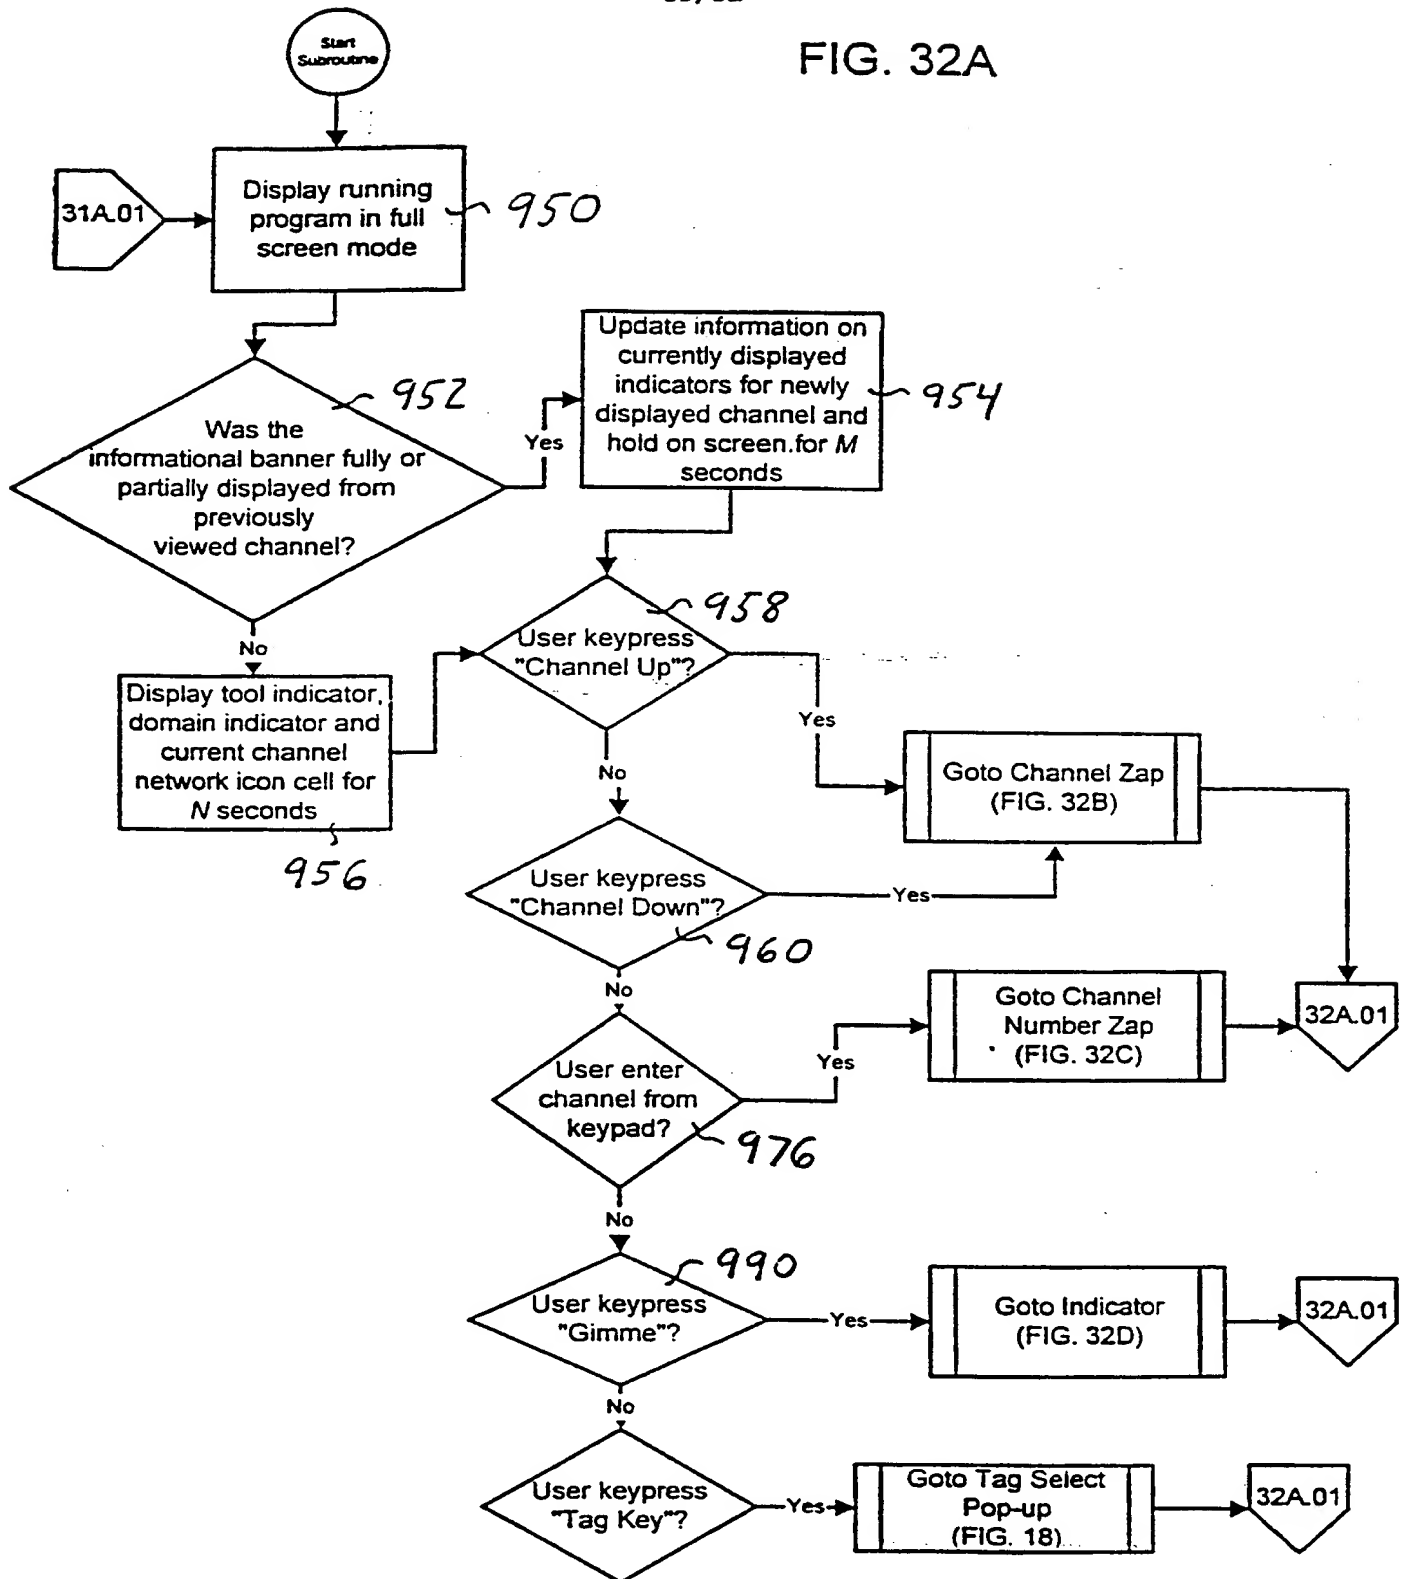 FIG. 32A
Start
Subroutine
31A.01
Display running
program in full
screen mode
950
952
Was the
informational banner fully or
partially displayed from
previously
viewed channel?
Yes
Update information on
currently displayed
indicators for newly
displayed channel and
hold on screen.for M
seconds
954
No
Display tool indicator,
domain indicator and
current channel
network icon cell for
N seconds
956
958
User keypress
"Channel Up"?
Yes
Goto Channel Zap
(FIG. 32B)
No
User keypress
"Channel Down"?
960
Yes
No
User enter
channel from
keypad?
976
Yes
Goto Channel
Number Zap
(FIG. 32C)
32A.01
No
990
User keypress
"Gimme"?
Yes
Goto Indicator
(FIG. 32D)
32A.01
No
User keypress
"Tag Key"?
Yes
Goto Tag Select
Pop-up
(FIG. 18)
32A.01